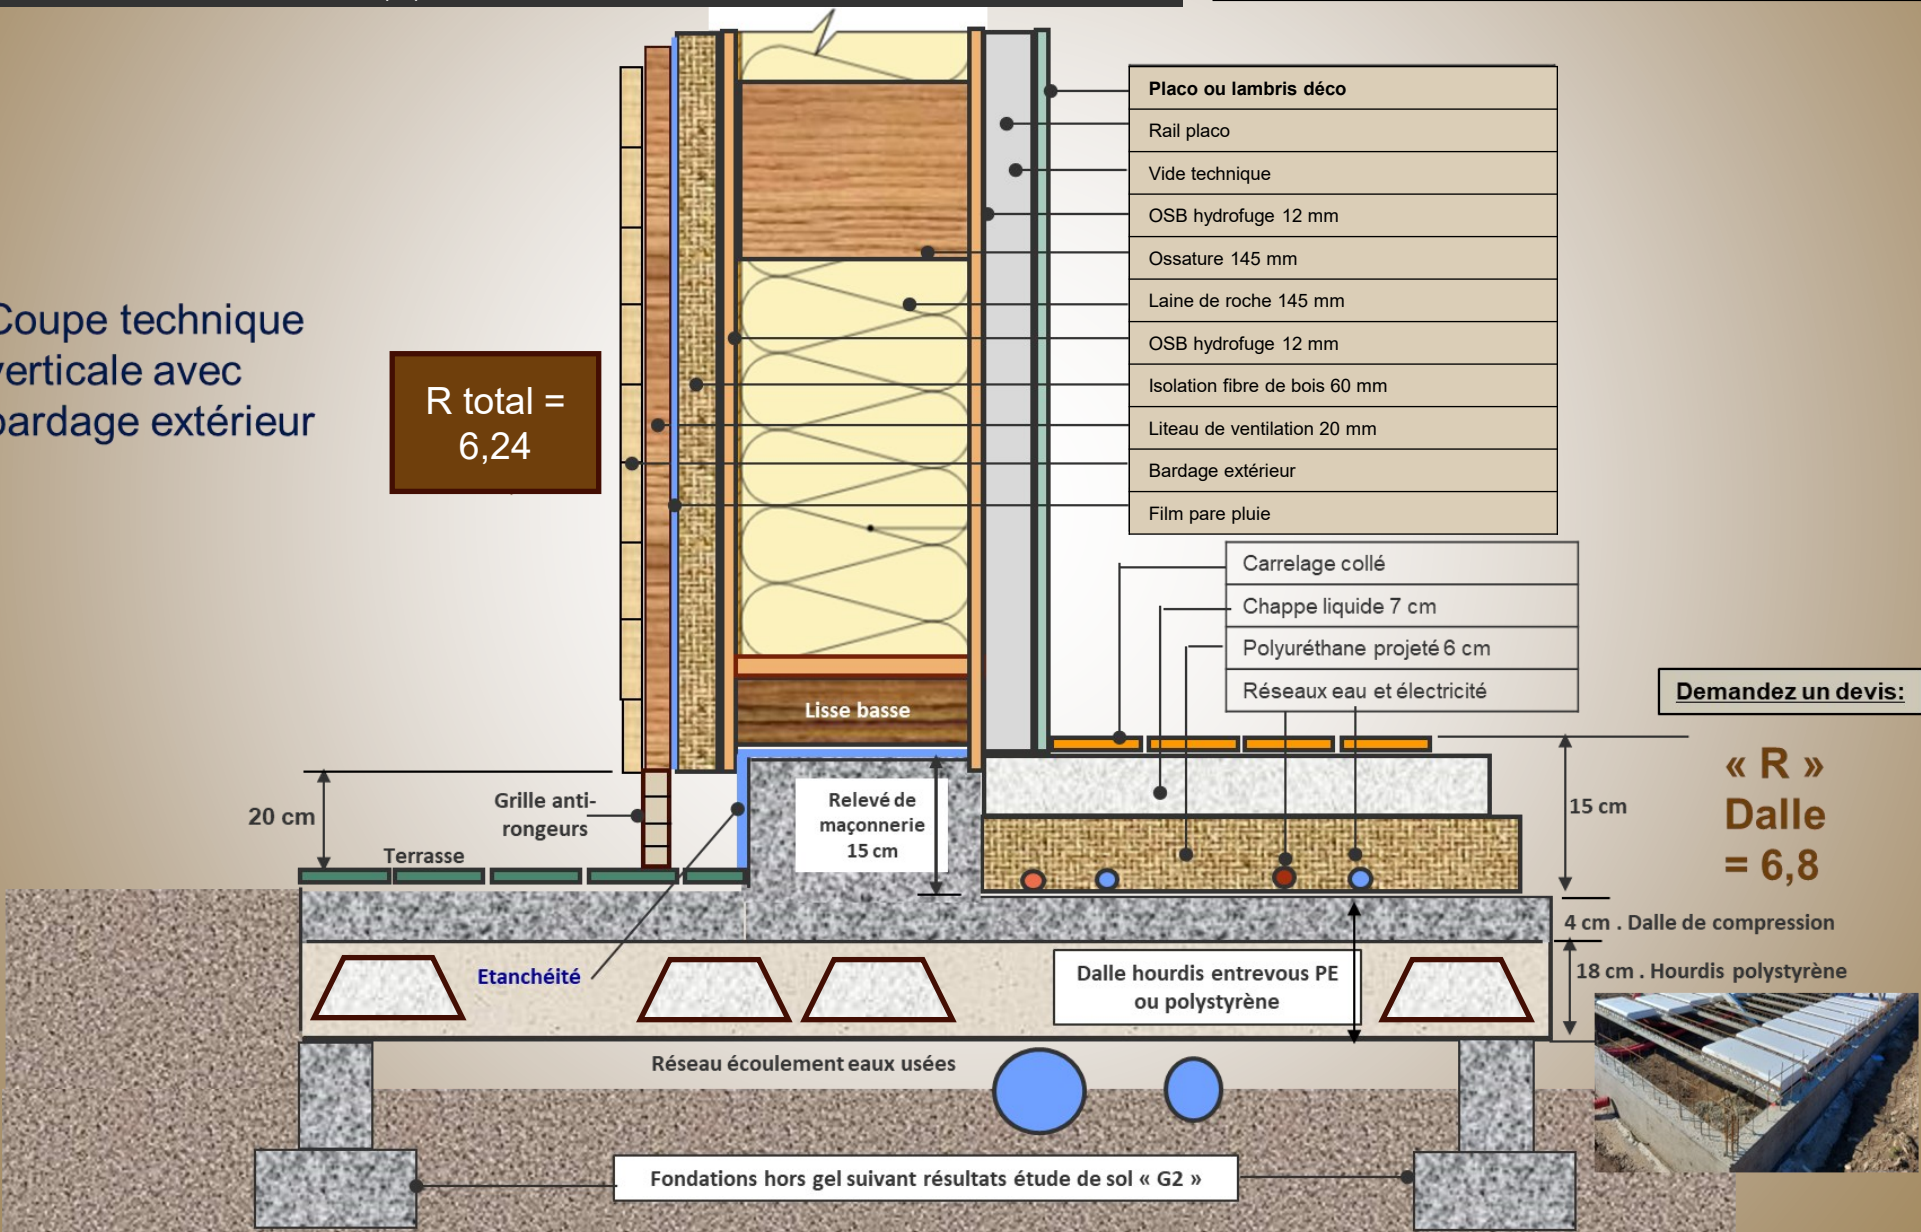 Coupe technique
verticale avec
bardage extérieur
R total =
6,24
Placo ou lambris déco
Rail placo
Vide technique
OSB hydrofuge 12 mm
Ossature 145 mm
Laine de roche 145 mm
OSB hydrofuge 12 mm
Isolation fibre de bois 60 mm
Liteau de ventilation 20 mm
Bardage extérieur
Film pare pluie
Carrelage collé
Chappe liquide 7 cm
Polyuréthane projeté 6 cm
Réseaux eau et électricité
Demandez un devis:
« R »
Dalle
= 6,8
Lisse basse
20 cm
Grille anti-
rongeurs
Terrasse
Relevé de
maçonnerie
15 cm
15 cm
4 cm . Dalle de compression
18 cm . Hourdis polystyrène
Etanchéité
Dalle hourdis entrevous PE
ou polystyrène
Réseau écoulement eaux usées
Fondations hors gel suivant résultats étude de sol « G2 »